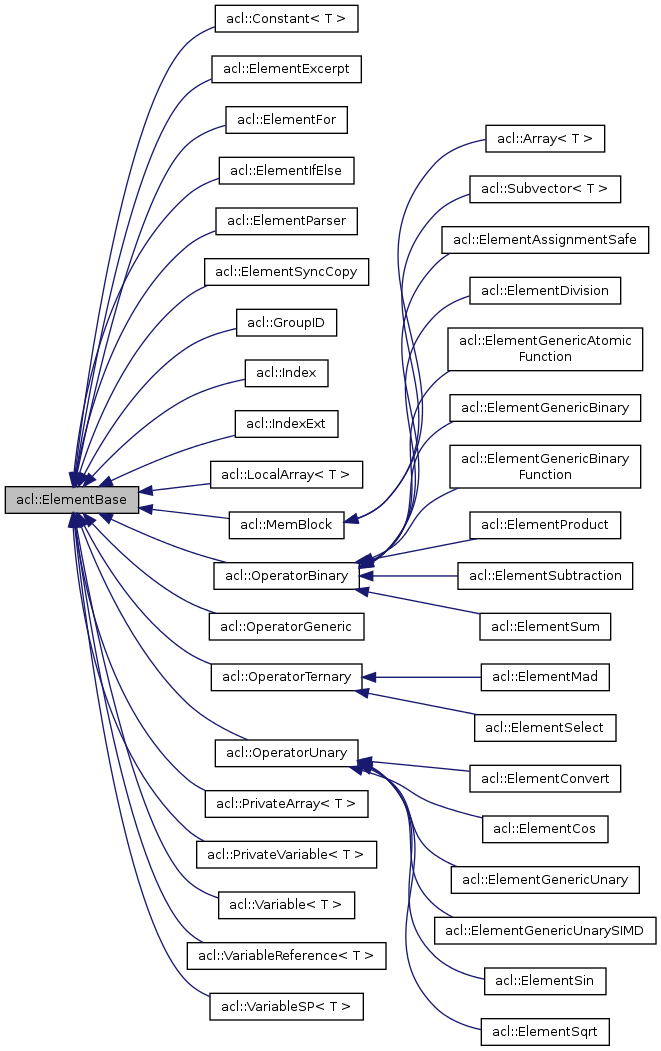 acl::ElementBase
acl::Constant< T >
acl::ElementExcerpt
acl::ElementFor
acl::ElementIfElse
acl::ElementParser
acl::ElementSyncCopy
acl::GroupID
acl::Index
acl::IndexExt
acl::LocalArray< T >
acl::MemBlock
acl::OperatorBinary
acl::OperatorGeneric
acl::OperatorTernary
acl::OperatorUnary
acl::PrivateArray< T >
acl::PrivateVariable< T >
acl::Variable< T >
acl::VariableReference< T >
acl::VariableSP< T >
acl::Array< T >
acl::Subvector< T >
acl::ElementAssignmentSafe
acl::ElementDivision
acl::ElementGenericAtomic
Function
acl::ElementGenericBinary
acl::ElementGenericBinary
Function
acl::ElementProduct
acl::ElementSubtraction
acl::ElementSum
acl::ElementMad
acl::ElementSelect
acl::ElementConvert
acl::ElementCos
acl::ElementGenericUnary
acl::ElementGenericUnarySIMD
acl::ElementSin
acl::ElementSqrt